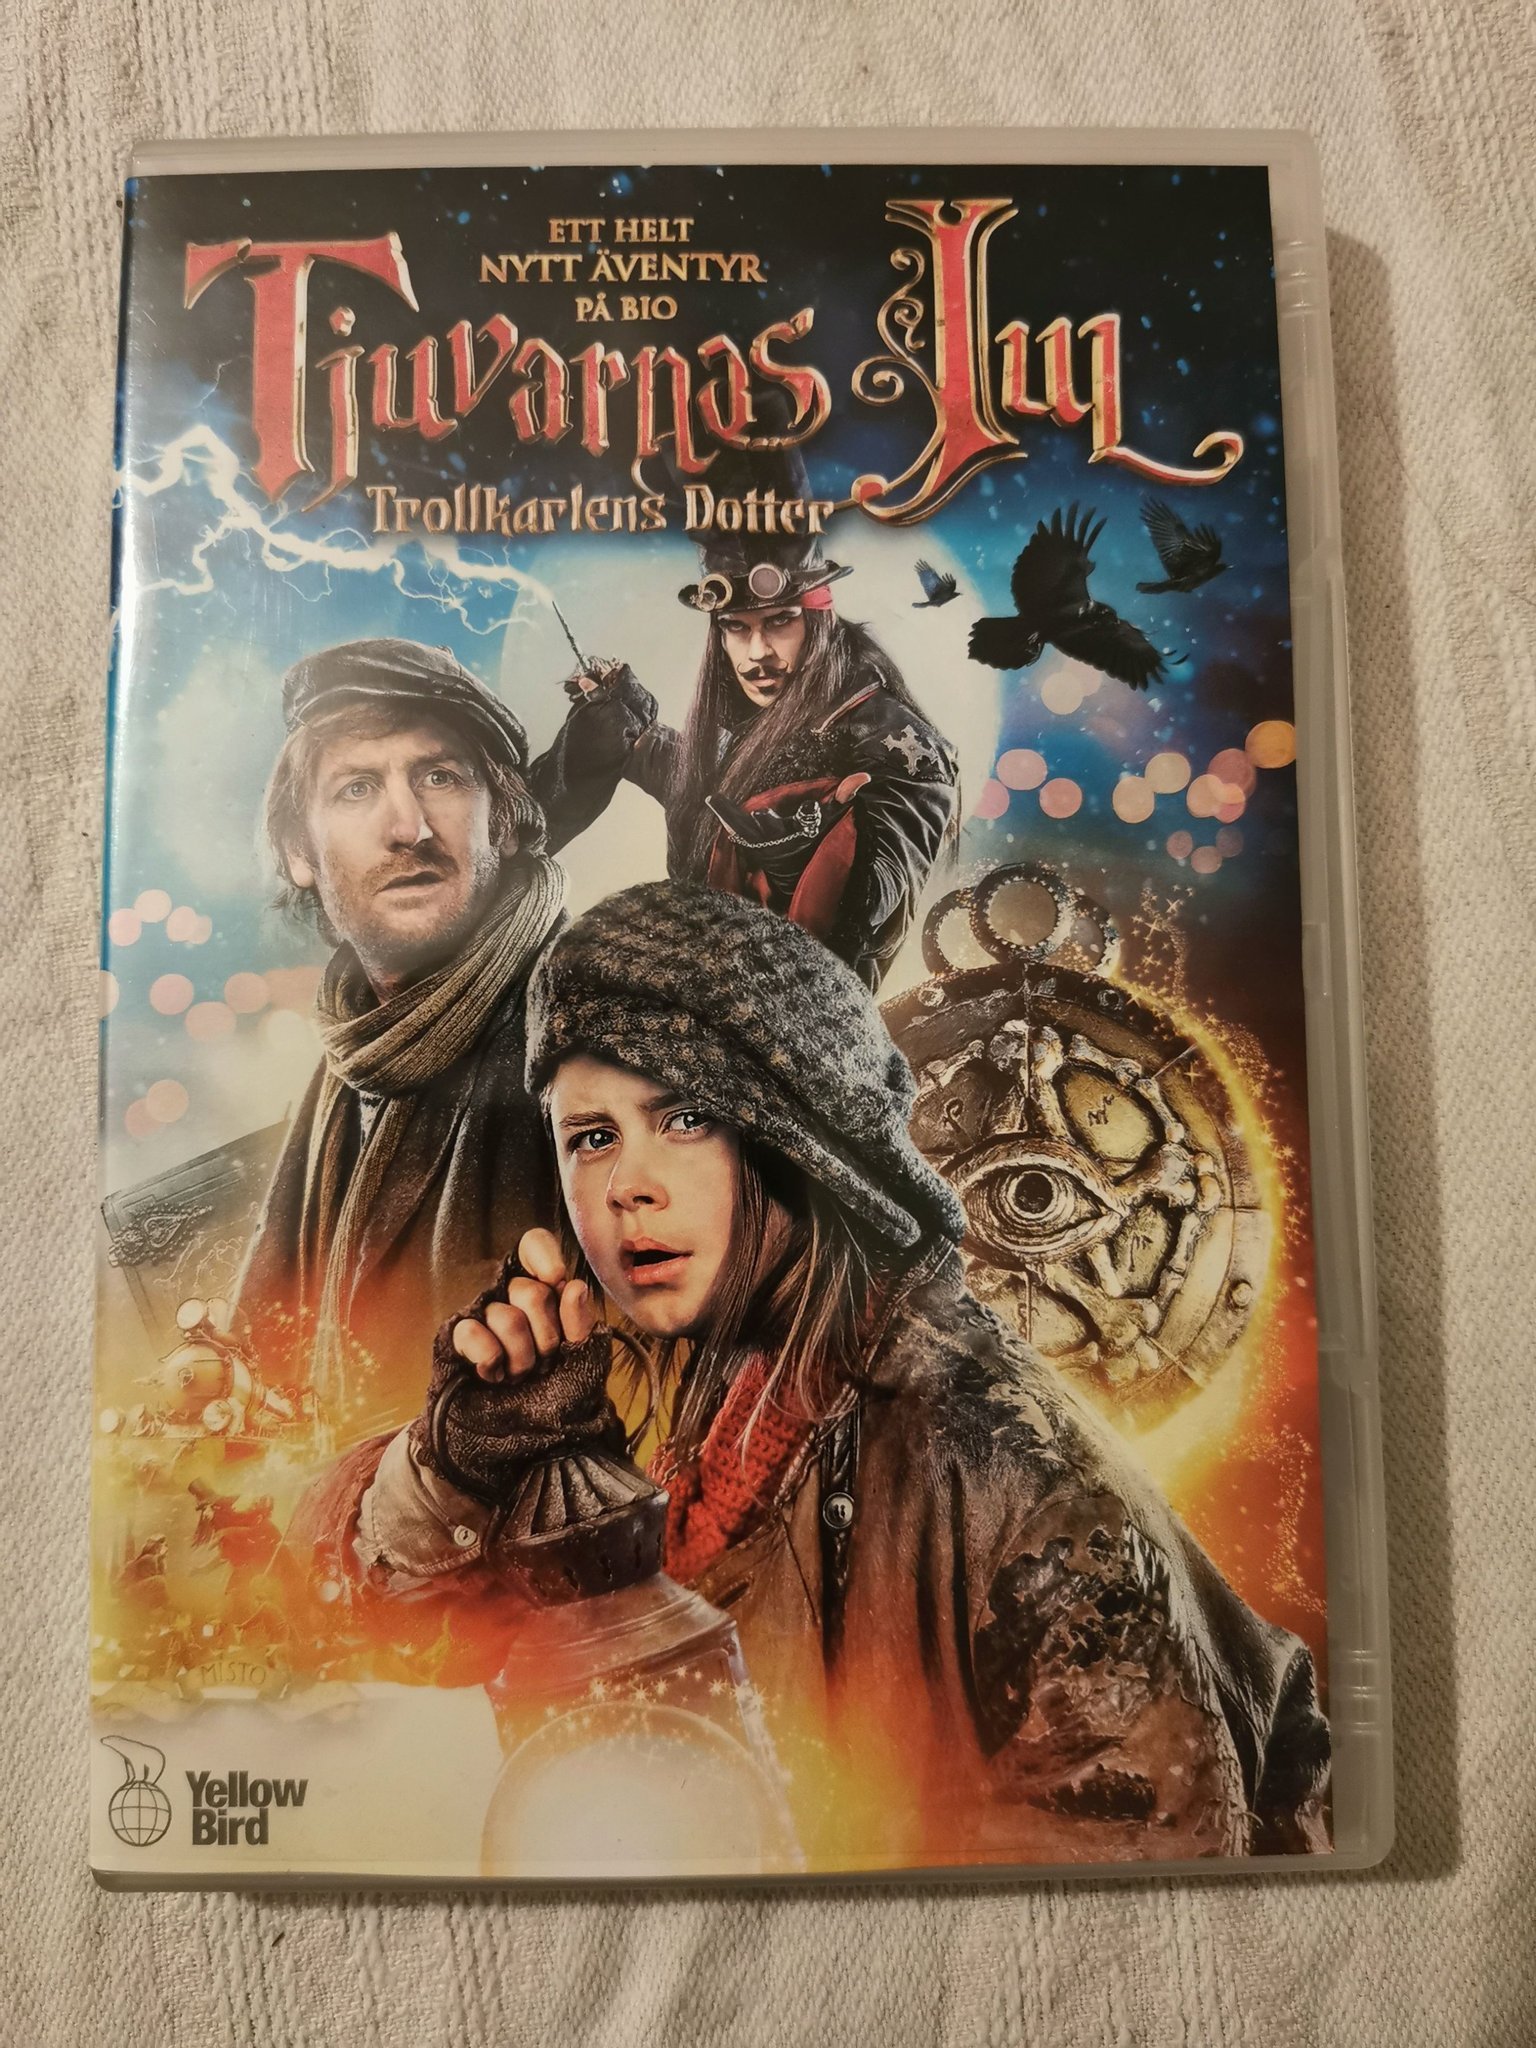 ETT HELT
NYTT ÄVENTYR
PÅ BIO
Tjuvarnas Jul
Trollkarlens Dotter
MISTO
Yellow
Bird